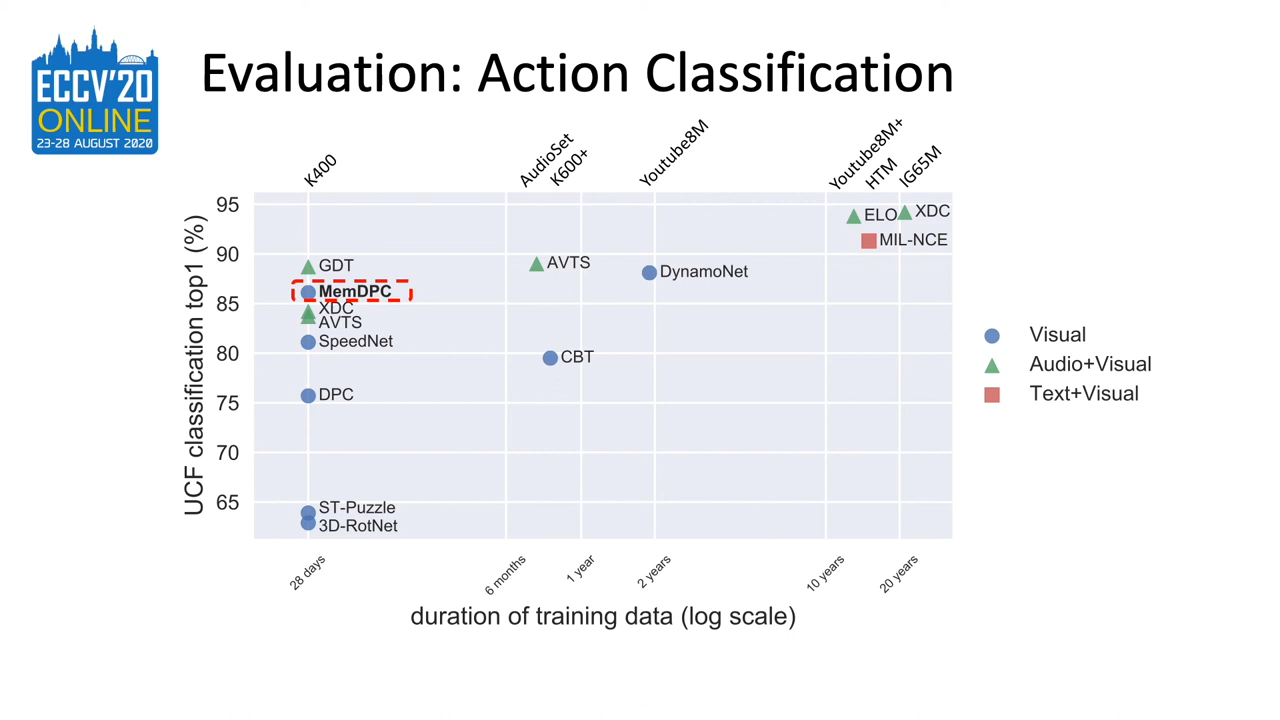 ECCV'20
ONLINE
23-28 AUGUST 2020
Evaluation: Action Classification
K400
AudioSet
K600+
Youtube8M
Youtube8M+
HTM
IG65M
UCF classification top1 (%)
95
90
85
80
75
70
65
GDT
MemDPC
XDC
AVTS
SpeedNet
DPC
ST-Puzzle
3D-RotNet
AVTS
CBT
DynamoNet
ELO
XDC
MIL-NCE
Visual
Audio+Visual
Text+Visual
28 days
6 months
1 year
2 years
10 years
20 years
duration of training data (log scale)